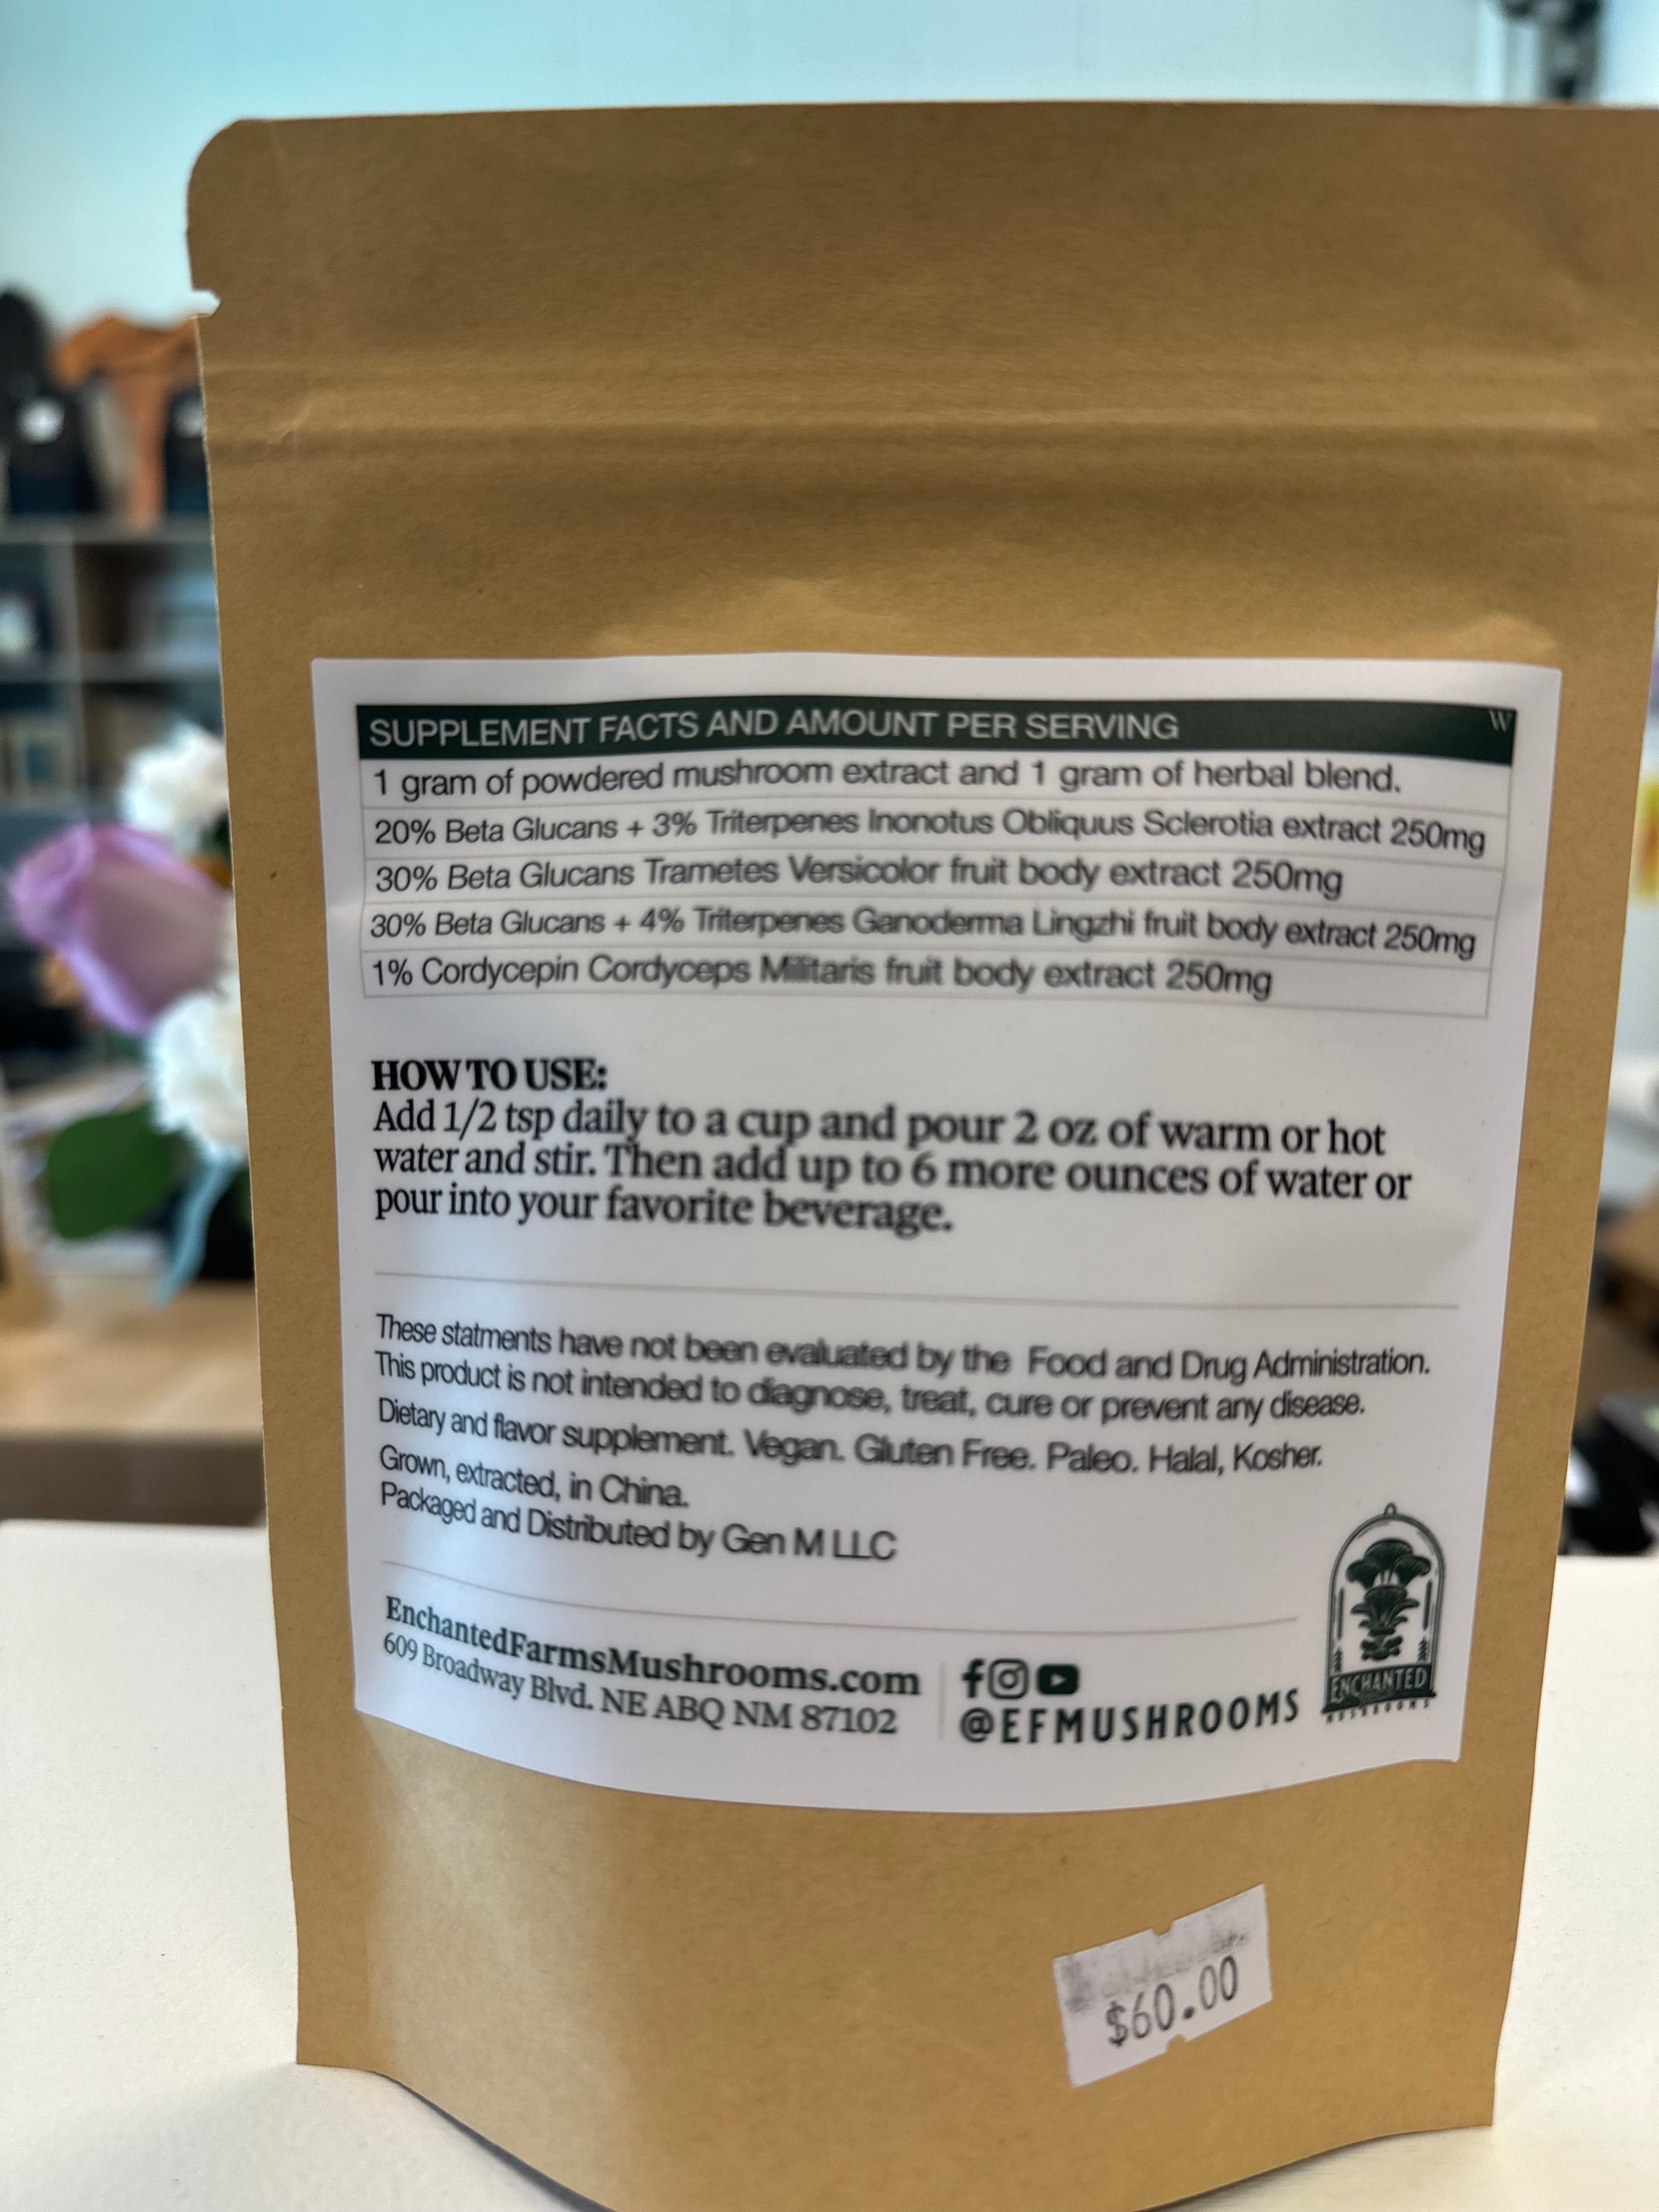 SUPPLEMENT FACTS AND AMOUNT PER SERVING W
1 gram of powdered mushroom extract and 1 gram of herbal blend.
20% Beta Glucans + 3% Triterpenes Inonotus Obliquus Sclerotia extract 250mg
30% Beta Glucans Trametes Versicolor fruit body extract 250mg
30% Beta Glucans + 4% Triterpenes Ganoderma Lingzhi fruit body extract 250mg
1% Cordycepin Cordyceps Militaris fruit body extract 250mg
HOW TO USE:
Add 1/2 tsp daily to a cup and pour 2 oz of warm or hot
water and stir. Then add up to 6 more ounces of water or
pour into your favorite beverage.
These statments have not been evaluated by the Food and Drug Administration.
This product is not intended to diagnose, treat, cure or prevent any disease.
Dietary and flavor supplement. Vegan. Gluten Free. Paleo. Halal, Kosher.
Grown, extracted, in China.
Packaged and Distributed by Gen M LLC
EnchantedFarmsMushrooms.com
609 Broadway Blvd. NE ABQ NM 87102
@EFMUSHROOMS
ENCHANTED
MUSHROOMS
$60.00